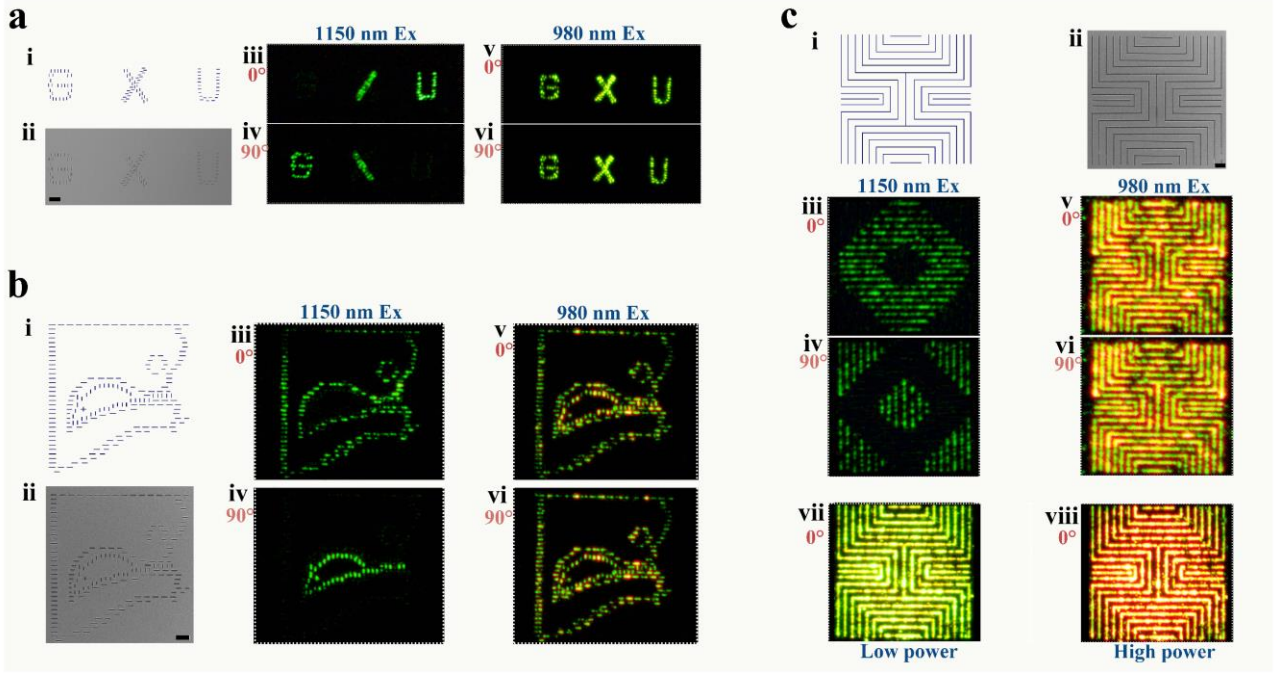 a
1150 nm Ex
980 nm Ex
i
iii
0°
v
0°
G X U
/ U
G X U
ii
iv
90°
vi
90°
G X U
G \
G X U
b
1150 nm Ex
980 nm Ex
i
iii
0°
v
0°
ii
iv
90°
vi
90°
c
i
ii
1150 nm Ex
980 nm Ex
iii
0°
v
0°
iv
90°
vi
90°
vii
0°
viii
0°
Low power
High power